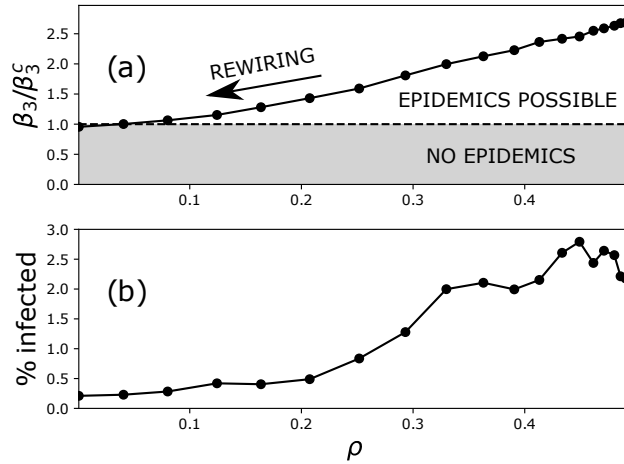 2.5
2.0
1.5
1.0
0.5
0.0
β₃/β₃ᶜ
(a)
REWIRING
EPIDEMICS POSSIBLE
NO EPIDEMICS
0.1 0.2 0.3 0.4
3.0
2.5
2.0
1.5
1.0
0.5
0.0
% infected
(b)
0.1 0.2 0.3 0.4
ρ